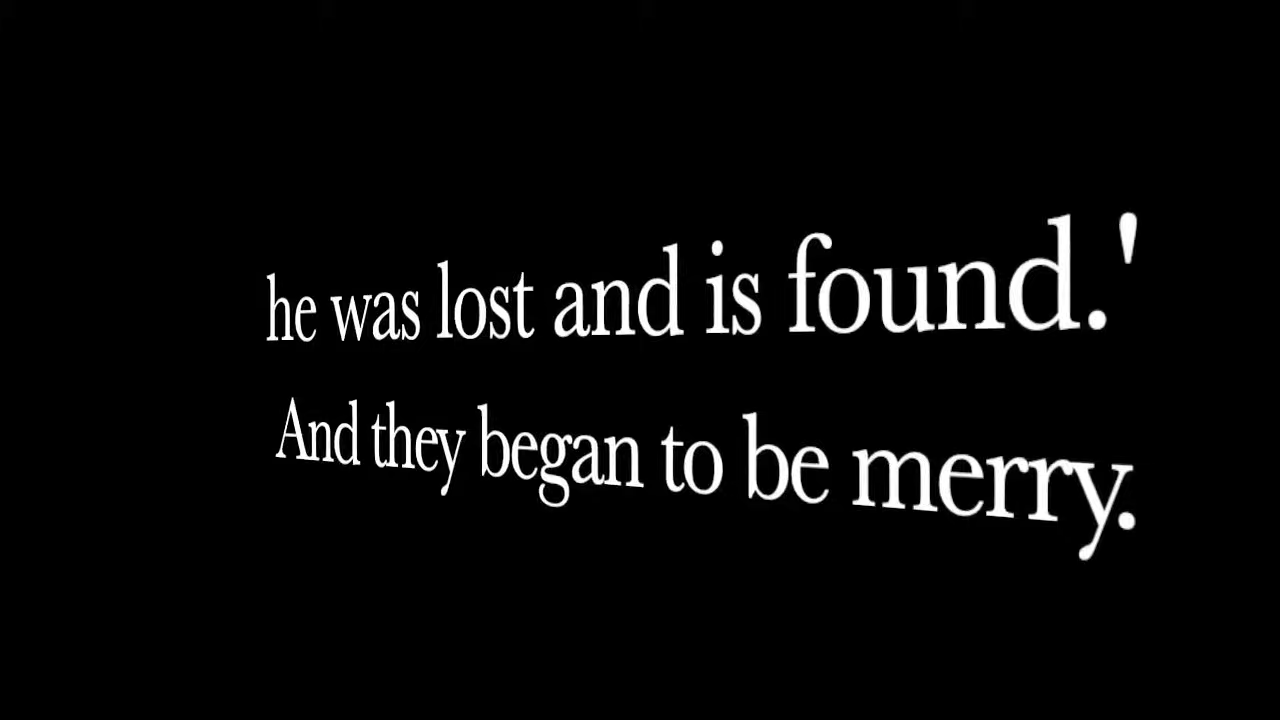 he was lost and is found.'
And they began to be merry.